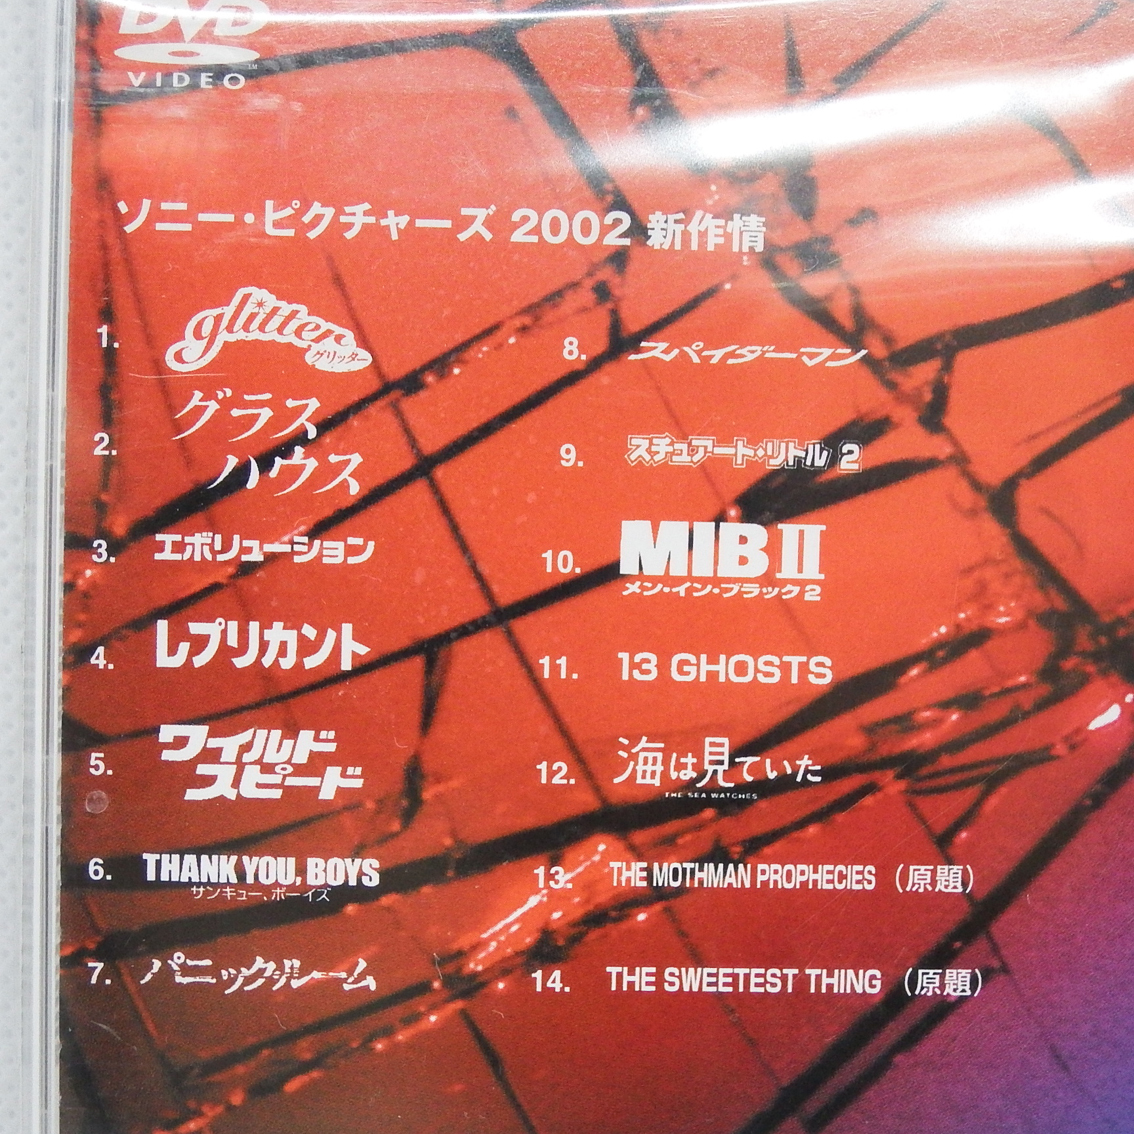 DVD
VIDEO
ソニー・ピクチャーズ 2002 新作情
1. glitter
グリッター
2. グラス
ハウス
3. エボリューション
4. レプリカント
5. ワイルド
スピード
6. THANK YOU, BOYS
サンキュー、ボーイズ
7. パニック・ルーム
8. スパイダーマン
9. スチュアート・リトル 2
10. MIB II
メン・イン・ブラック2
11. 13 GHOSTS
12. 海は見ていた
THE SEA WATCHES
13. THE MOTHMAN PROPHECIES (原題)
14. THE SWEETEST THING (原題)